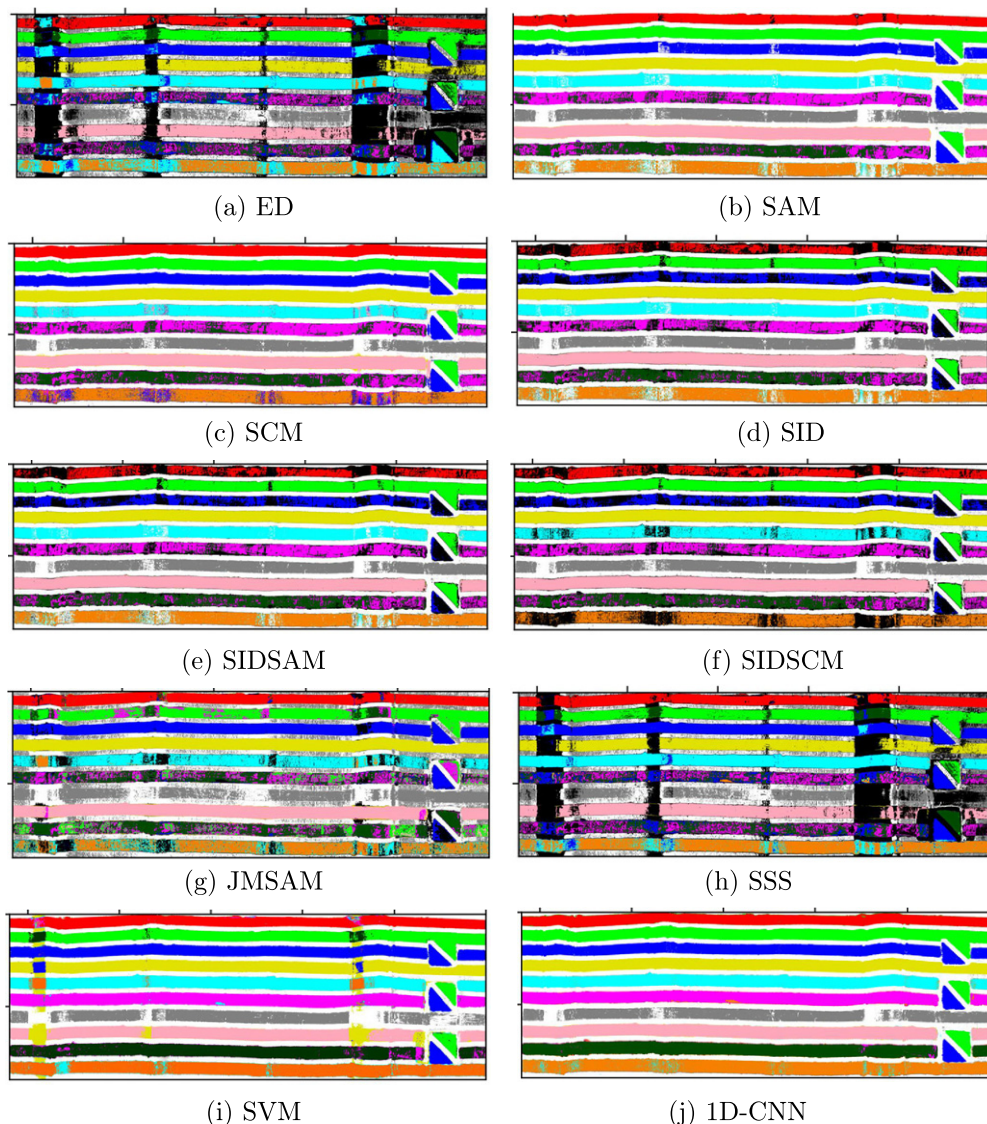 (a) ED
(b) SAM
(c) SCM
(d) SID
(e) SIDSAM
(f) SIDSCM
(g) JMSAM
(h) SSS
(i) SVM
(j) 1D-CNN